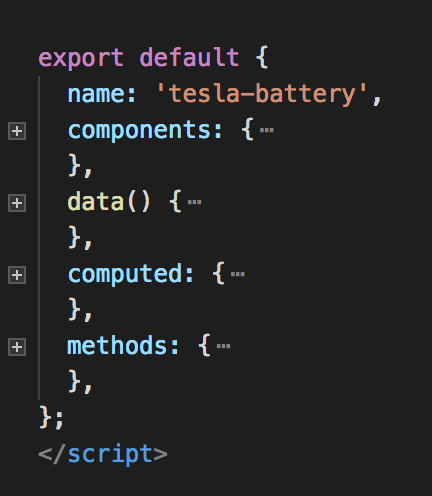 export default {
name: 'tesla-battery',
components: {…
},
data() {…
},
computed: {…
},
methods: {…
},
};
</script>